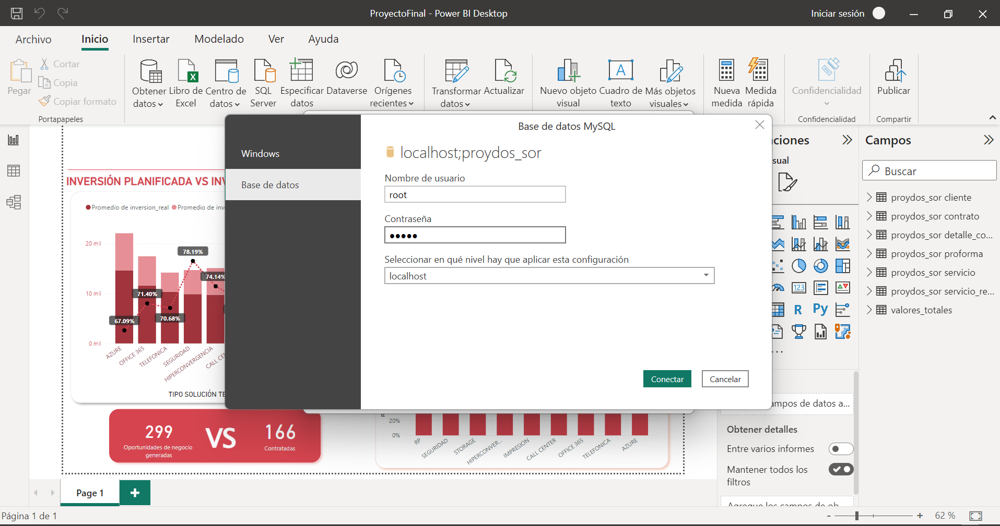 ProyectoFinal - Power BI Desktop
Iniciar sesión
Archivo
Inicio
Insertar
Modelado
Ver
Ayuda
Pegar
Cortar
Copia
Copiar formato
Portapapeles
Obtener
datos
Libro de
Excel
Centro de
datos
SQL
Server
Especificar
datos
Dataverse
Orígenes
recientes
Transformar
datos
Actualizar
Nuevo objeto
visual
Cuadro de
texto
Más objetos
visuales
Nueva
medida
Medida
rápida
Confidencialidad
Confidencialidad
Publicar
Compartir
Base de datos MySQL
Windows
Base de datos
localhost;proydos_sor
Nombre de usuario
root
Contraseña
•••••
Seleccionar en qué nivel hay que aplicar esta configuración
localhost
Conectar
Cancelar
INVERSIÓN PLANIFICADA VS INV
Promedio de inversion_real
Promedio de inv
20 mil
10 mil
0 mil
67.09%
71.40%
70.68%
78.19%
74.14%
AZURE
OFFICE 365
TELEFONICA
SEGURIDAD
HIPERCONVERGENCIA
CALL CE
TIPO SOLUCIÓN TE
299
Oportunidades de negocio
generadas
VS
166
Contratadas
20%
0%
RP
SEGURIDAD
STORAGE
HIPERCONVER...
IMPRESION
CALL CENTER
OFFICE 365
TELEFONICA
AZURE
ciones
sual
123
R
Py
...
ampos de datos a...
Obtener detalles
Entre varios informes
Mantener todos los
filtros
Campos
Buscar
proydos_sor cliente
proydos_sor contrato
proydos_sor detalle_co...
proydos_sor proforma
proydos_sor servicio
proydos_sor servicio_re...
valores_totales
Page 1
Página 1 de 1
- + 62 %